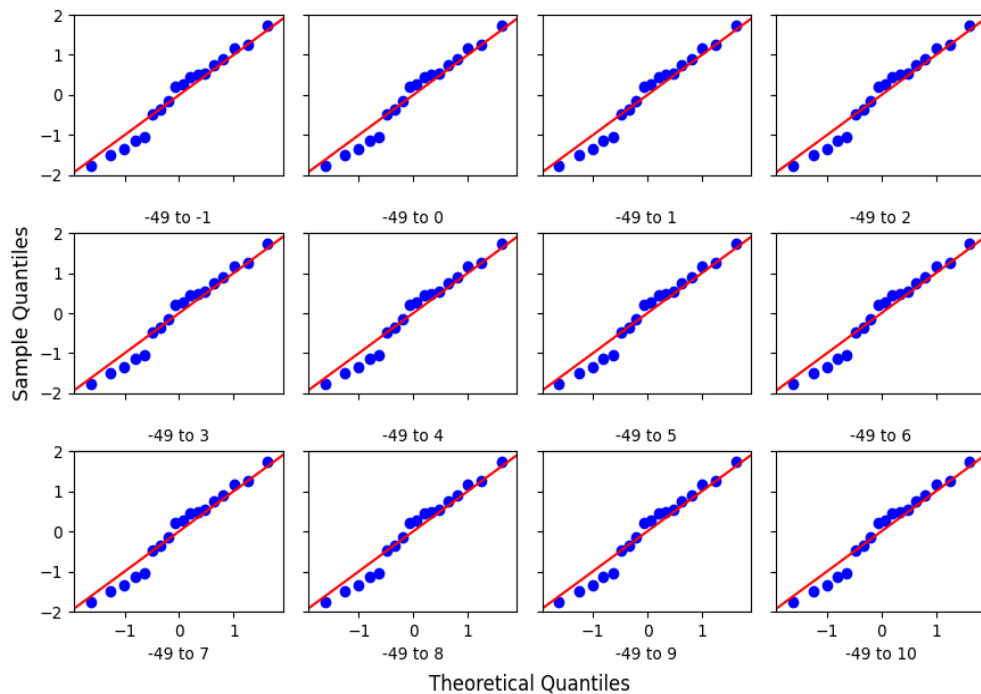 2
1
0
−1
−2
-49 to -1
-49 to 0
-49 to 1
-49 to 2
2
1
0
−1
−2
Sample Quantiles
-49 to 3
-49 to 4
-49 to 5
-49 to 6
2
1
0
−1
−2
−1 0 1
−1 0 1
−1 0 1
−1 0 1
-49 to 7
-49 to 8
-49 to 9
-49 to 10
Theoretical Quantiles